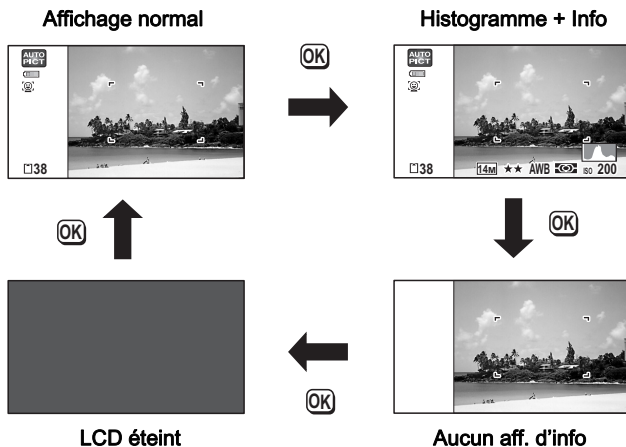 Affichage normal
Histogramme + Info
AUTO
PICT
38
OK
AUTO
PICT
38
14M ★★ AWB ISO 200
OK
OK
OK
LCD éteint
Aucun aff. d'info